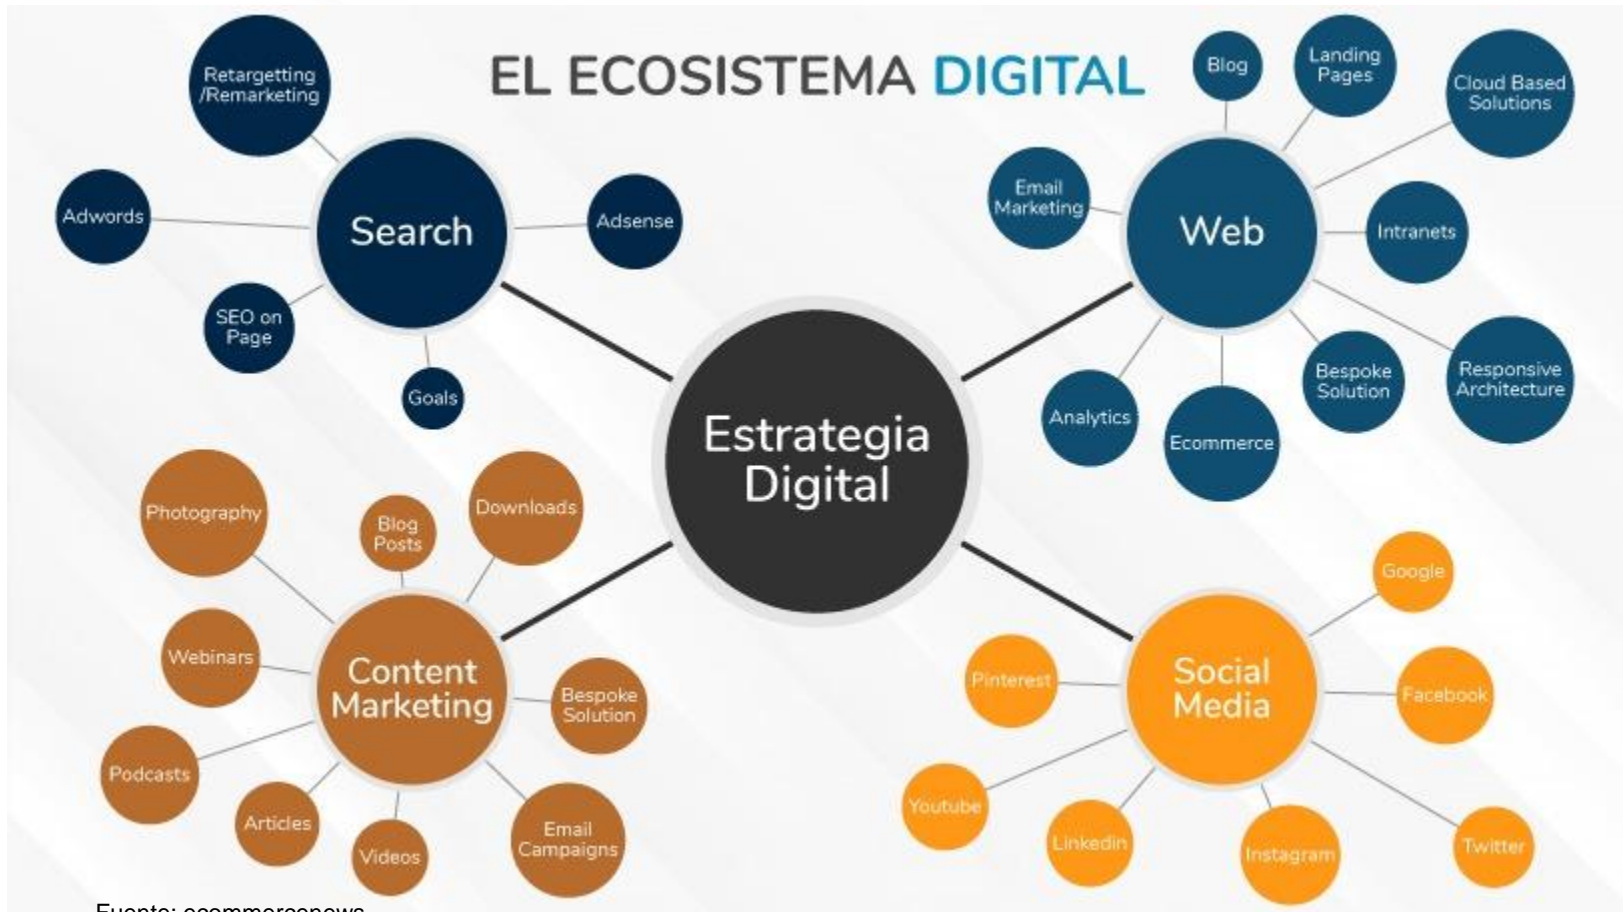 EL ECOSISTEMA DIGITAL
Retargetting
/Remarketing
Adwords
Search
Adsense
SEO on
Page
Goals
Blog
Landing
Pages
Cloud Based
Solutions
Email
Marketing
Web
Intranets
Analytics
Ecommerce
Bespoke
Solution
Responsive
Architecture
Estrategia
Digital
Photography
Blog
Posts
Downloads
Webinars
Content
Marketing
Bespoke
Solution
Podcasts
Articles
Videos
Email
Campaigns
Google
Pinterest
Social
Media
Facebook
Youtube
Linkedin
Instagram
Twitter
Fuente: ecommercenews